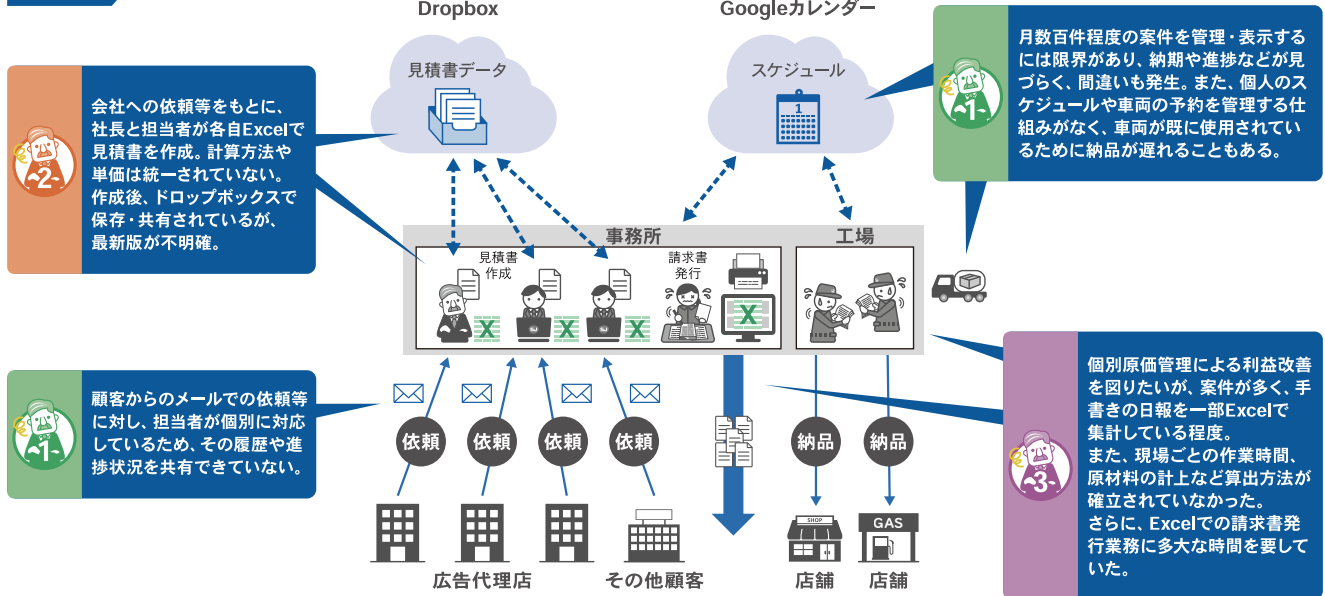 Dropbox
Googleカレンダー
見積書データ
スケジュール
1
~1~
月数百件程度の案件を管理・表示する
には限界があり、納期や進捗などが見
づらく、間違いも発生。また、個人のス
ケジュールや車両の予約を管理する仕
組みがなく、車両が既に使用されてい
るために納品が遅れることもある。
~2~
会社への依頼等をもとに、
社長と担当者が各自Excelで
見積書を作成。計算方法や
単価は統一されていない。
作成後、ドロップボックスで
保存・共有されているが、
最新版が不明確。
事務所
工場
見積書
作成
請求書
発行
X
X
X
X
~1~
顧客からのメールでの依頼等
に対し、担当者が個別に対応
しているため、その履歴や進
捗状況を共有できていない。
依頼
依頼
依頼
依頼
納品
納品
~3~
個別原価管理による利益改善
を図りたいが、案件が多く、手
書きの日報を一部Excelで
集計している程度。
また、現場ごとの作業時間、
原材料の計上など算出方法が
確立されていなかった。
さらに、Excelでの請求書発
行業務に多大な時間を要して
いた。
SHOP
GAS
広告代理店
その他顧客
店舗
店舗